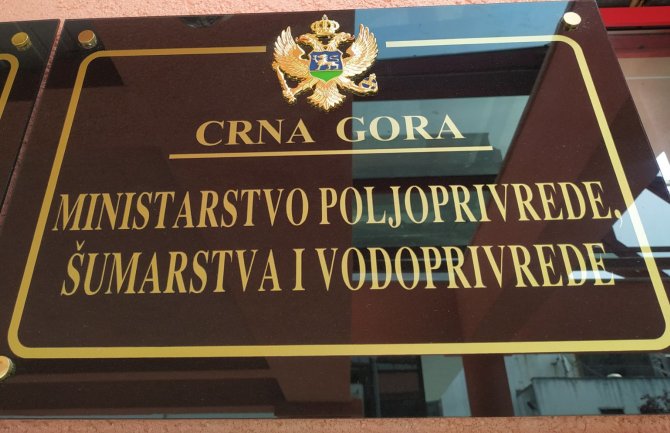 CRNA GORA
MINISTARSTVO POLJOPRIVREDE,
ŠUMARSTVA I VODOPRIVREDE